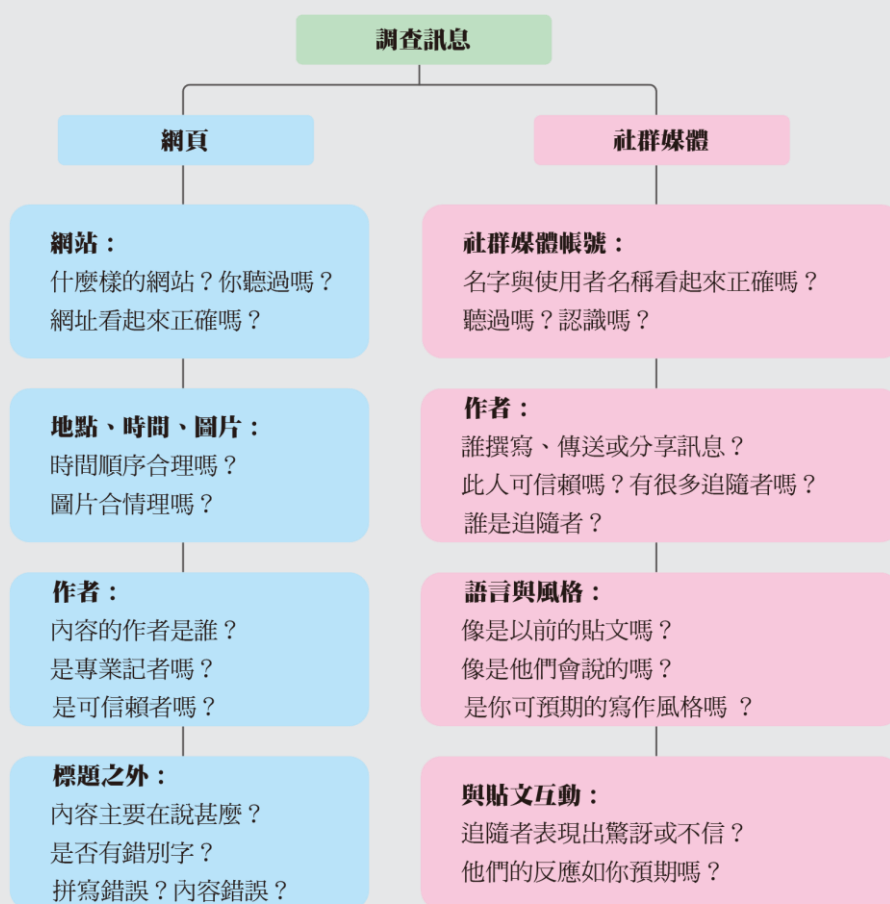 調查訊息
網頁
網站：
什麼樣的網站？你聽過嗎？
網址看起來正確嗎？
地點、時間、圖片：
時間順序合理嗎？
圖片合情理嗎？
作者：
內容的作者是誰？
是專業記者嗎？
是可信賴者嗎？
標題之外：
內容主要在說甚麼？
是否有錯別字？
拼寫錯誤？內容錯誤？
社群媒體
社群媒體帳號：
名字與使用者名稱看起來正確嗎？
聽過嗎？認識嗎？
作者：
誰撰寫、傳送或分享訊息？
此人可信賴嗎？有很多追隨者嗎？
誰是追隨者？
語言與風格：
像是以前的貼文嗎？
像是他們會說的嗎？
是你可預期的寫作風格嗎 ？
與貼文互動：
追隨者表現出驚訝或不信？
他們的反應如你預期嗎？